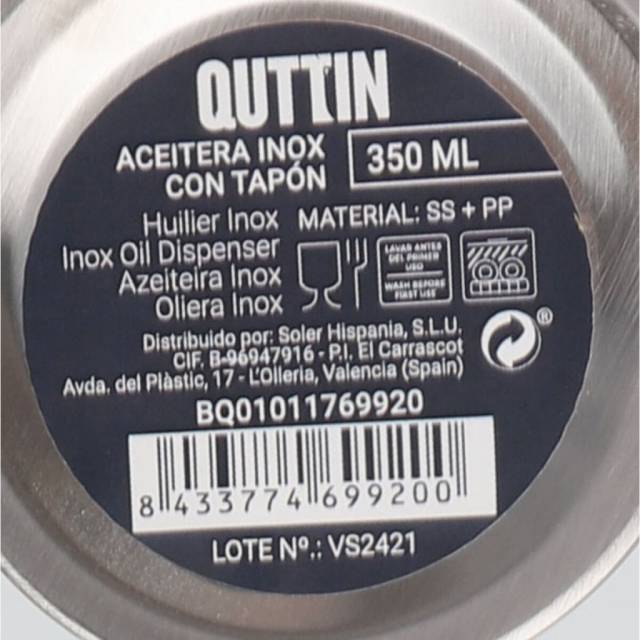 QUTTIN
ACEITERA INOX
CON TAPÓN
350 ML
Huilier Inox
Inox Oil Dispenser
Azeiteira Inox
Oliera Inox
MATERIAL: SS + PP
LAVAR ANTES
DEL PRIMER
USO
WASH BEFORE
FIRST USE
Distribuido por: Soler Hispania, S.L.U.
CIF. B-96947916 - P.I. El Carrascot
Avda. del Plàstic, 17 - L'Olleria, Valencia (Spain)
®
BQ01011769920
8 433774 699200
LOTE Nº.: VS2421